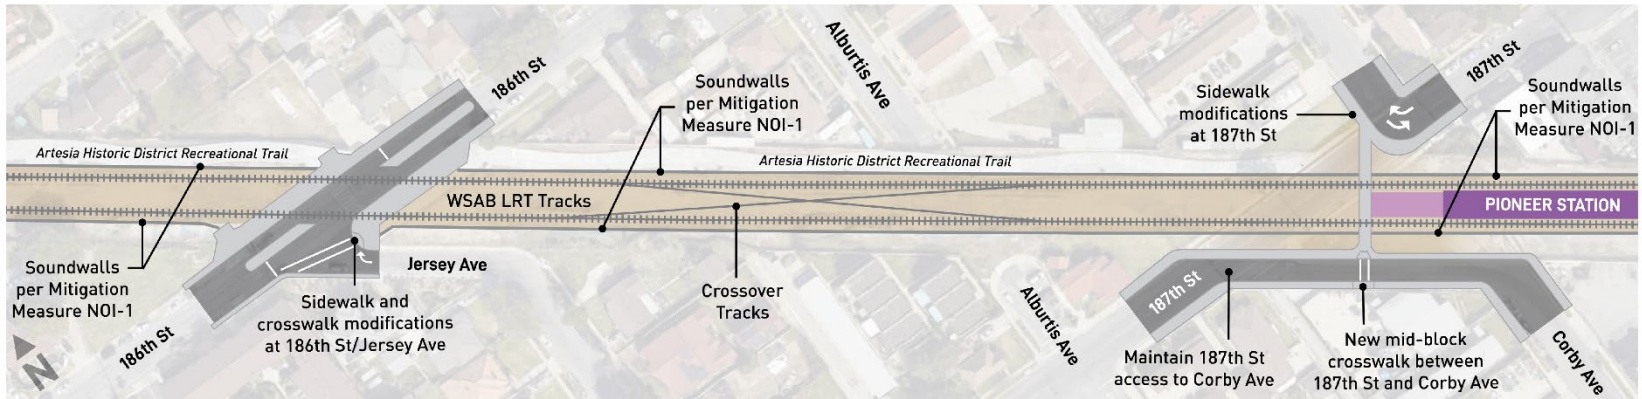 186th St
Soundwalls
per Mitigation
Measure NOI-1
Alburtis Ave
Sidewalk
modifications
at 187th St
187th St
Soundwalls
per Mitigation
Measure NOI-1
Artesia Historic District Recreational Trail
Artesia Historic District Recreational Trail
WSAB LRT Tracks
PIONEER STATION
Soundwalls
per Mitigation
Measure NOI-1
Jersey Ave
Sidewalk and
crosswalk modifications
at 186th St/Jersey Ave
186th St
N
Crossover
Tracks
Alburtis Ave
187th St
Maintain 187th St
access to Corby Ave
New mid-block
crosswalk between
187th St and Corby Ave
Corby Ave